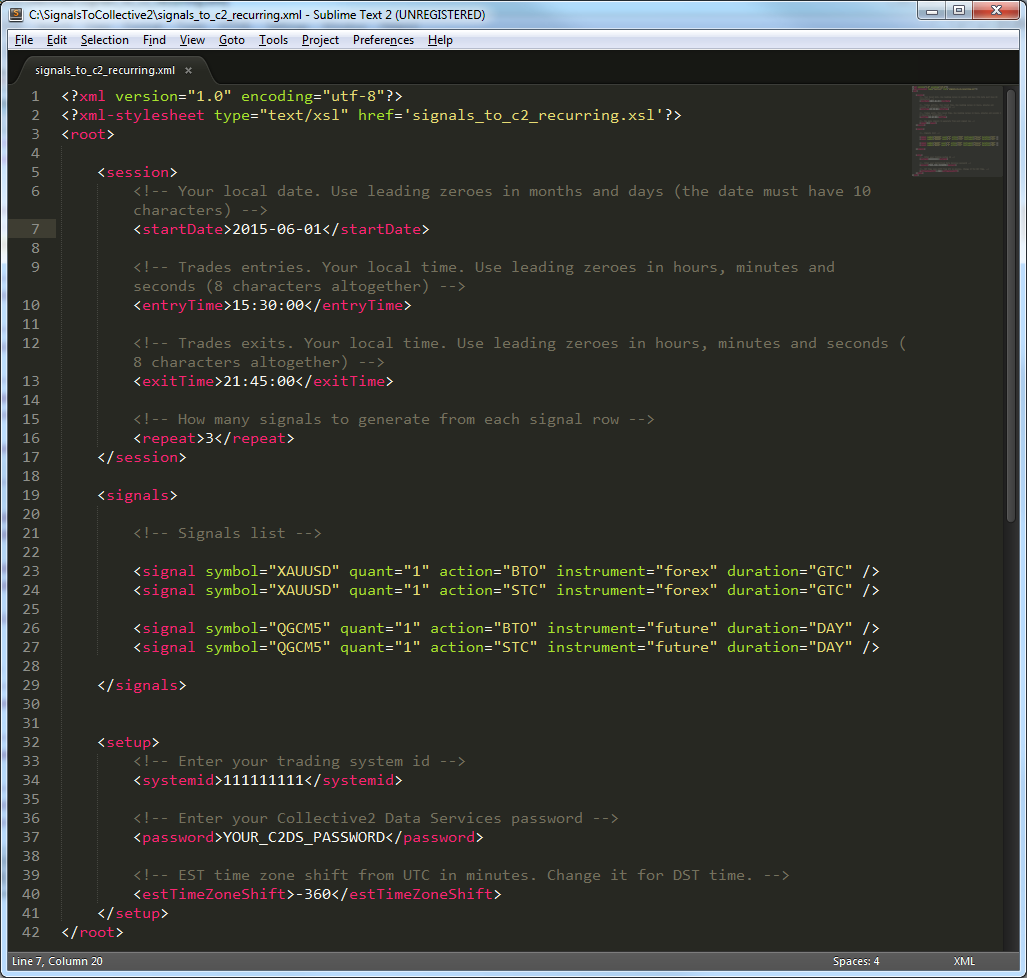 C:\SignalsToCollective2\signals_to_c2_recurring.xml - Sublime Text 2 (UNREGISTERED)
File Edit Selection Find View Goto Tools Project Preferences Help
signals_to_c2_recurring.xml ×
1 <?xml version="1.0" encoding="utf-8"?>
2 <?xml-stylesheet type="text/xsl" href='signals_to_c2_recurring.xsl'?>
3 <root>
4
5 <session>
6 <!-- Your local date. Use leading zeroes in months and days (the date must have 10
characters) -->
7 <startDate>2015-06-01</startDate>
8
9 <!-- Trades entries. Your local time. Use leading zeroes in hours, minutes and
seconds (8 characters altogether) -->
10 <entryTime>15:30:00</entryTime>
11
12 <!-- Trades exits. Your local time. Use leading zeroes in hours, minutes and seconds (
8 characters altogether) -->
13 <exitTime>21:45:00</exitTime>
14
15 <!-- How many signals to generate from each signal row -->
16 <repeat>3</repeat>
17 </session>
18
19 <signals>
20
21 <!-- Signals list -->
22
23 <signal symbol="XAUUSD" quant="1" action="BTO" instrument="forex" duration="GTC" />
24 <signal symbol="XAUUSD" quant="1" action="STC" instrument="forex" duration="GTC" />
25
26 <signal symbol="QGCM5" quant="1" action="BTO" instrument="future" duration="DAY" />
27 <signal symbol="QGCM5" quant="1" action="STC" instrument="future" duration="DAY" />
28
29 </signals>
30
31
32 <setup>
33 <!-- Enter your trading system id -->
34 <systemid>111111111</systemid>
35
36 <!-- Enter your Collective2 Data Services password -->
37 <password>YOUR_C2DS_PASSWORD</password>
38
39 <!-- EST time zone shift from UTC in minutes. Change it for DST time. -->
40 <estTimeZoneShift>-360</estTimeZoneShift>
41 </setup>
42 </root>
Line 7, Column 20 Spaces: 4 XML